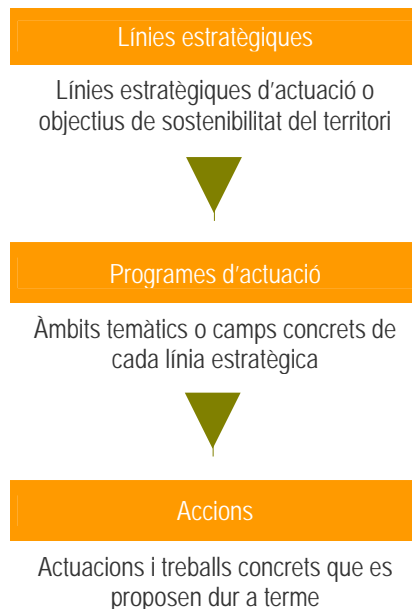 Línies estratègiques
Línies estratègiques d'actuació o
objectius de sostenibilitat del territori
Programes d'actuació
Àmbits temàtics o camps concrets de
cada línia estratègica
Accions
Actuacions i treballs concrets que es
proposen dur a terme